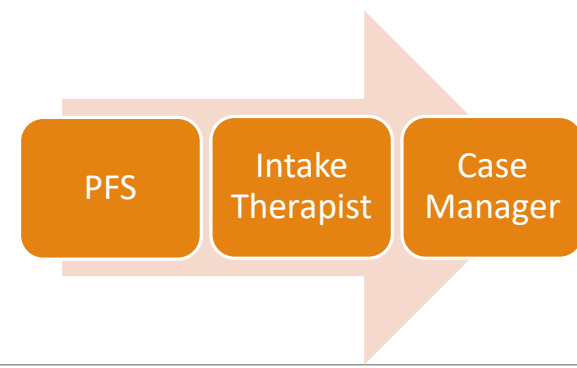 PFS
Intake
Therapist
Case
Manager